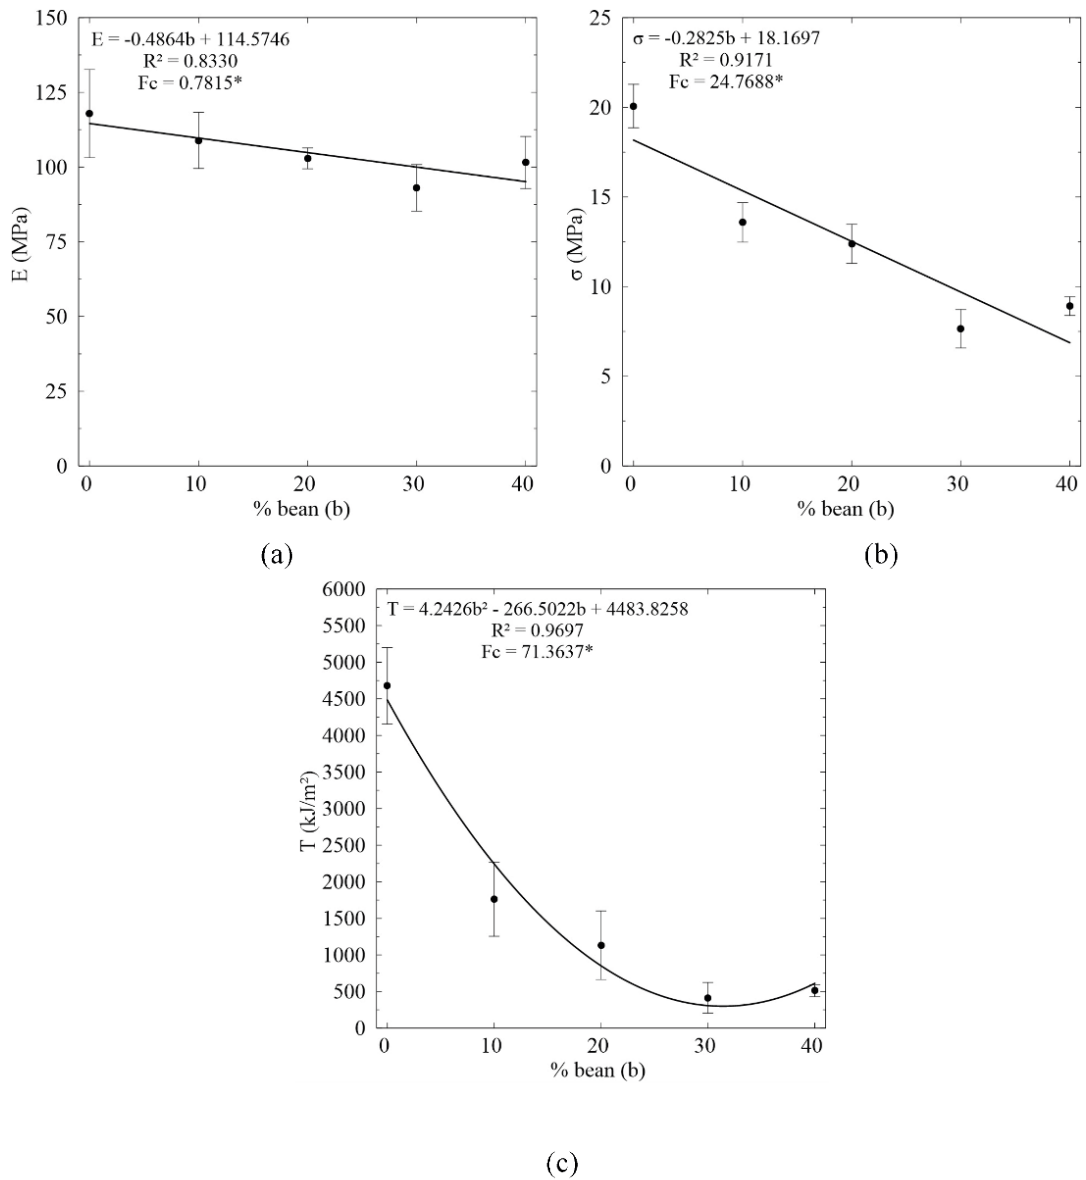 E = -0.4864b + 114.5746
R² = 0.8330
Fc = 0.7815*
150
125
100
75
50
25
0
E (MPa)
0 10 20 30 40
% bean (b)
(a)
σ = -0.2825b + 18.1697
R² = 0.9171
Fc = 24.7688*
25
20
15
10
5
0
σ (MPa)
0 10 20 30 40
% bean (b)
(b)
T = 4.2426b² - 266.5022b + 4483.8258
R² = 0.9697
Fc = 71.3637*
6000
5500
5000
4500
4000
3500
3000
2500
2000
1500
1000
500
0
T (kJ/m²)
0 10 20 30 40
% bean (b)
(c)